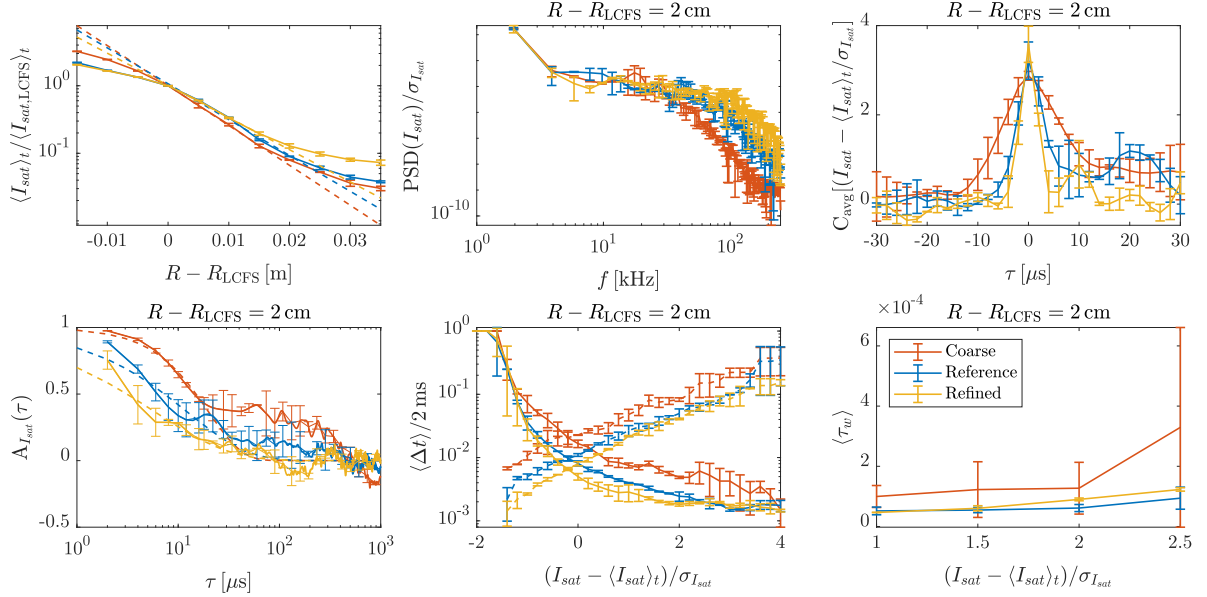 ⟨I_sat⟩_t/⟨I_sat,LCFS⟩_t
10^0
10^-1
-0.01
0
0.01
0.02
0.03
R − R_LCFS [m]
R − R_LCFS = 2 cm
PSD(I_sat)/σ_I_sat
10^-10
10^0
10^1
10^2
f [kHz]
R − R_LCFS = 2 cm
C_avg[(I_sat − ⟨I_sat⟩_t/σ_I_sat]
4
2
0
-30
-20
-10
0
10
20
30
τ [μs]
R − R_LCFS = 2 cm
A_I_sat(τ)
1
0.5
0
-0.5
10^0
10^1
10^2
10^3
τ [μs]
R − R_LCFS = 2 cm
⟨Δt⟩/2 ms
10^0
10^-1
10^-2
10^-3
-2
0
2
4
(I_sat − ⟨I_sat⟩_t)/σ_I_sat
×10^-4
R − R_LCFS = 2 cm
Coarse
Reference
Refined
⟨τ_w⟩
6
4
2
0
1
1.5
2
2.5
(I_sat − ⟨I_sat⟩_t)/σ_I_sat